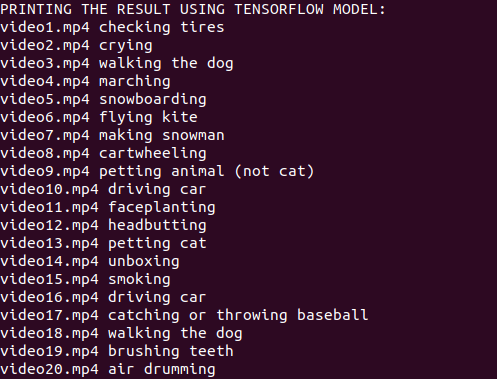 PRINTING THE RESULT USING TENSORFLOW MODEL:
video1.mp4 checking tires
video2.mp4 crying
video3.mp4 walking the dog
video4.mp4 marching
video5.mp4 snowboarding
video6.mp4 flying kite
video7.mp4 making snowman
video8.mp4 cartwheeling
video9.mp4 petting animal (not cat)
video10.mp4 driving car
video11.mp4 faceplanting
video12.mp4 headbutting
video13.mp4 petting cat
video14.mp4 unboxing
video15.mp4 smoking
video16.mp4 driving car
video17.mp4 catching or throwing baseball
video18.mp4 walking the dog
video19.mp4 brushing teeth
video20.mp4 air drumming